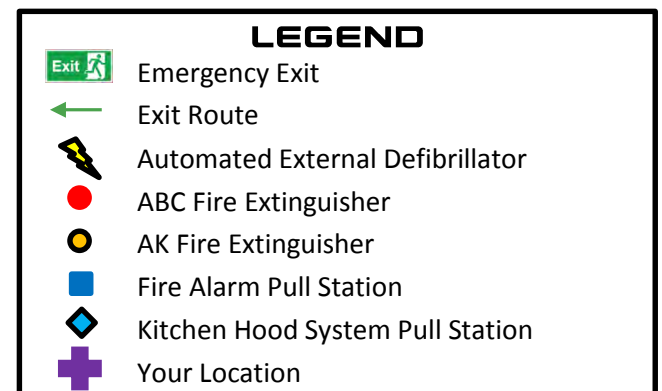 LEGEND
Exit Emergency Exit
Exit Route
Automated External Defibrillator
ABC Fire Extinguisher
AK Fire Extinguisher
Fire Alarm Pull Station
Kitchen Hood System Pull Station
Your Location